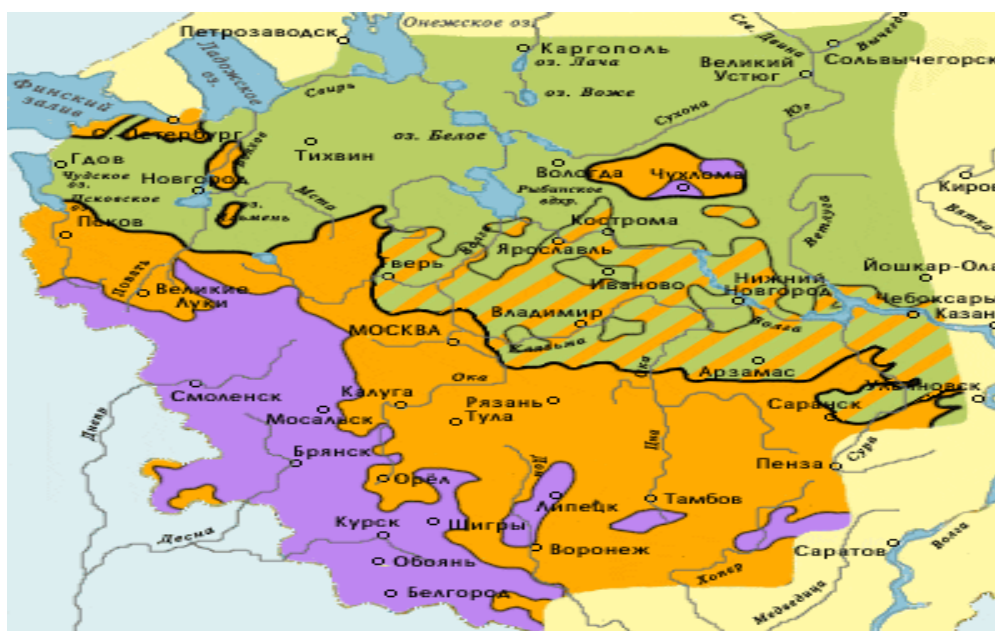 Онежское оз.
Петрозаводск
Сев. Двина
Вычегда
Ладожское
оз.
Каргополь
оз. Лача
Сольвычегорск
Великий
Устюг
Финский
залив
Свирь
оз. Воже
Юг
Сухона
С.-Петербург
оз. Белое
Волхов
Тихвин
Гдов
Чудское
оз.
Вологда
Чухлома
Новгород
Псковское
оз.
Рыбинское
вдхр.
Киров
Мста
оз.
Ильмень
Псков
Кострома
Ветлуга
Вятка
Ярославль
Волга
Тверь
Йошкар-Ола
Ловать
Великие
Луки
Иваново
Нижний
Новгород
Чебоксары
Казан
Владимир
МОСКВА
Клязьма
Волга
Ока
Арзамас
Ока
Ульяновск
Смоленск
Калуга
Рязань
Саранск
Мосальск
Тула
Днепр
Цна
Сура
Брянск
Пенза
Орёл
Дон
Липецк
Тамбов
Курск
Щигры
Десна
Воронеж
Саратов
Волга
Обоянь
Хопер
Белгород
Медведица